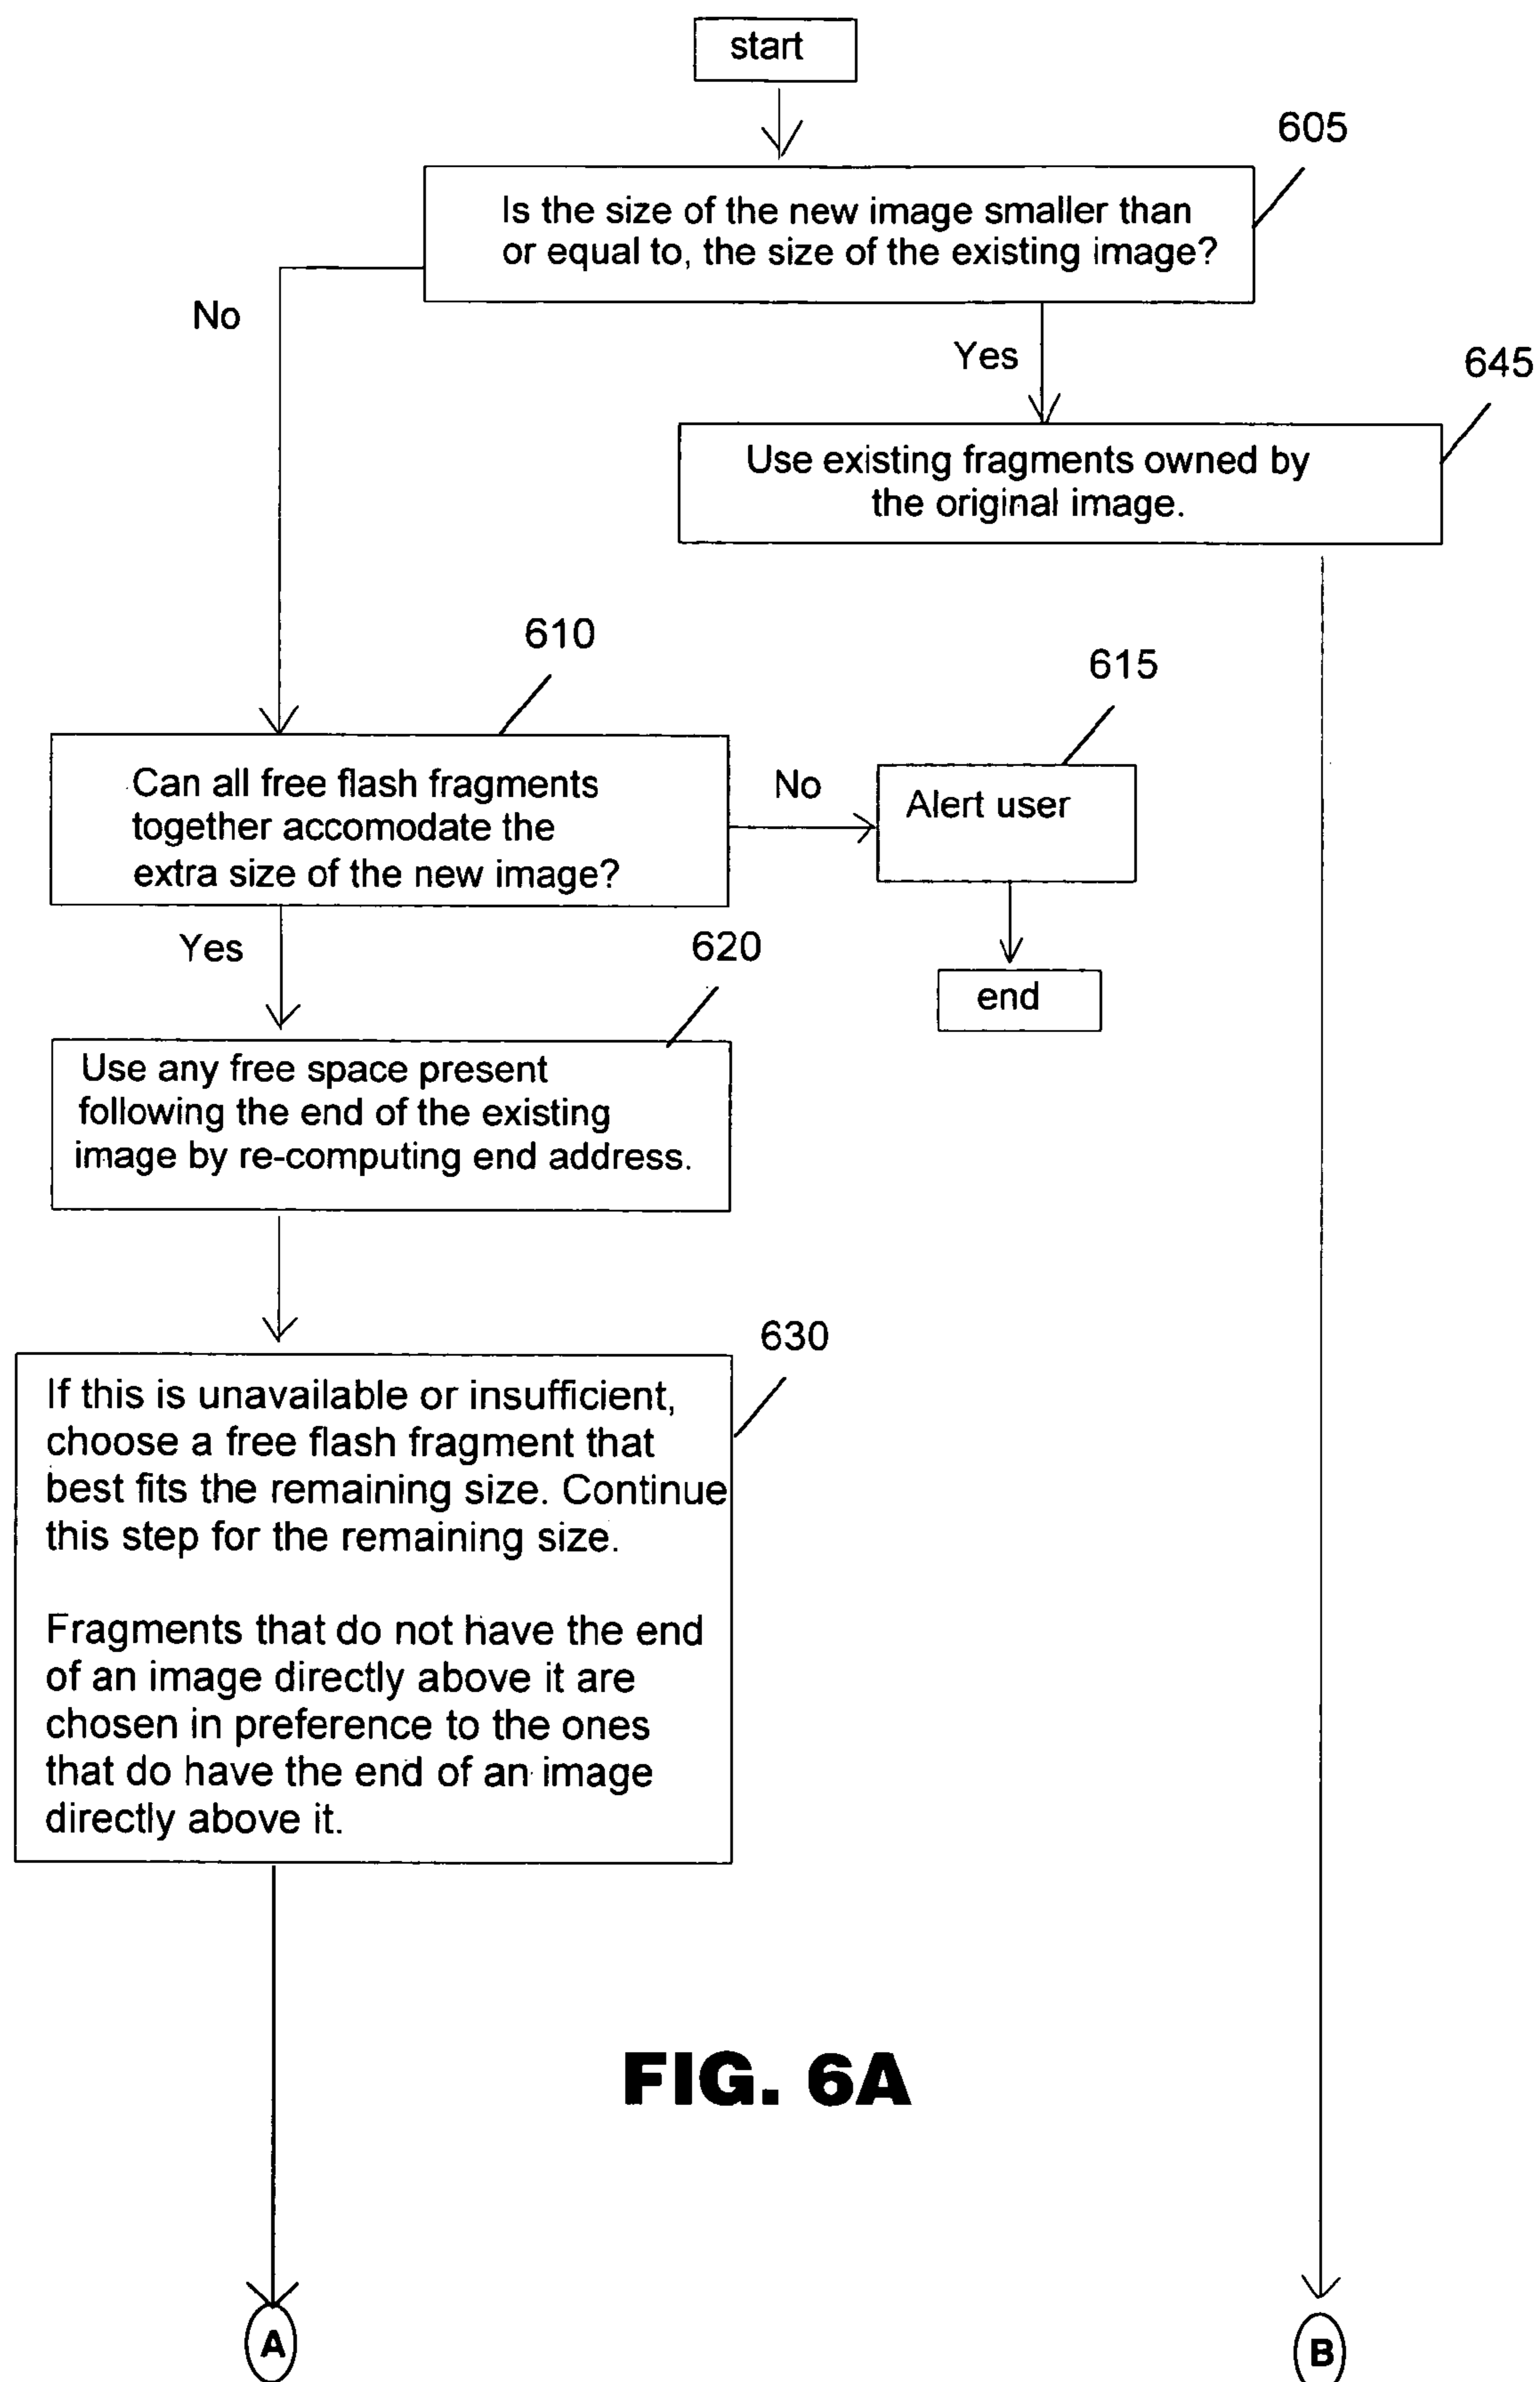 start
605
Is the size of the new image smaller than
or equal to, the size of the existing image?
No
Yes
645
Use existing fragments owned by
the original image.
610
615
Can all free flash fragments
together accomodate the
extra size of the new image?
No
Alert user
Yes
620
end
Use any free space present
following the end of the existing
image by re-computing end address.
630
If this is unavailable or insufficient,
choose a free flash fragment that
best fits the remaining size. Continue
this step for the remaining size.
Fragments that do not have the end
of an image directly above it are
chosen in preference to the ones
that do have the end of an image
directly above it.
FIG. 6A
A
B